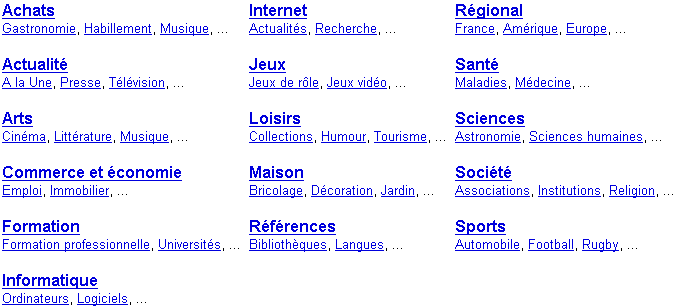 Achats
Gastronomie, Habillement, Musique, ...
Actualité
A la Une, Presse, Télévision, ...
Arts
Cinéma, Littérature, Musique, ...
Commerce et économie
Emploi, Immobilier, ...
Formation
Formation professionnelle, Universités, ...
Informatique
Ordinateurs, Logiciels, ...
Internet
Actualités, Recherche, ...
Jeux
Jeux de rôle, Jeux vidéo, ...
Loisirs
Collections, Humour, Tourisme, ...
Maison
Bricolage, Décoration, Jardin, ...
Références
Bibliothèques, Langues, ...
Régional
France, Amérique, Europe, ...
Santé
Maladies, Médecine, ...
Sciences
Astronomie, Sciences humaines, ...
Société
Associations, Institutions, Religion, ...
Sports
Automobile, Football, Rugby, ...